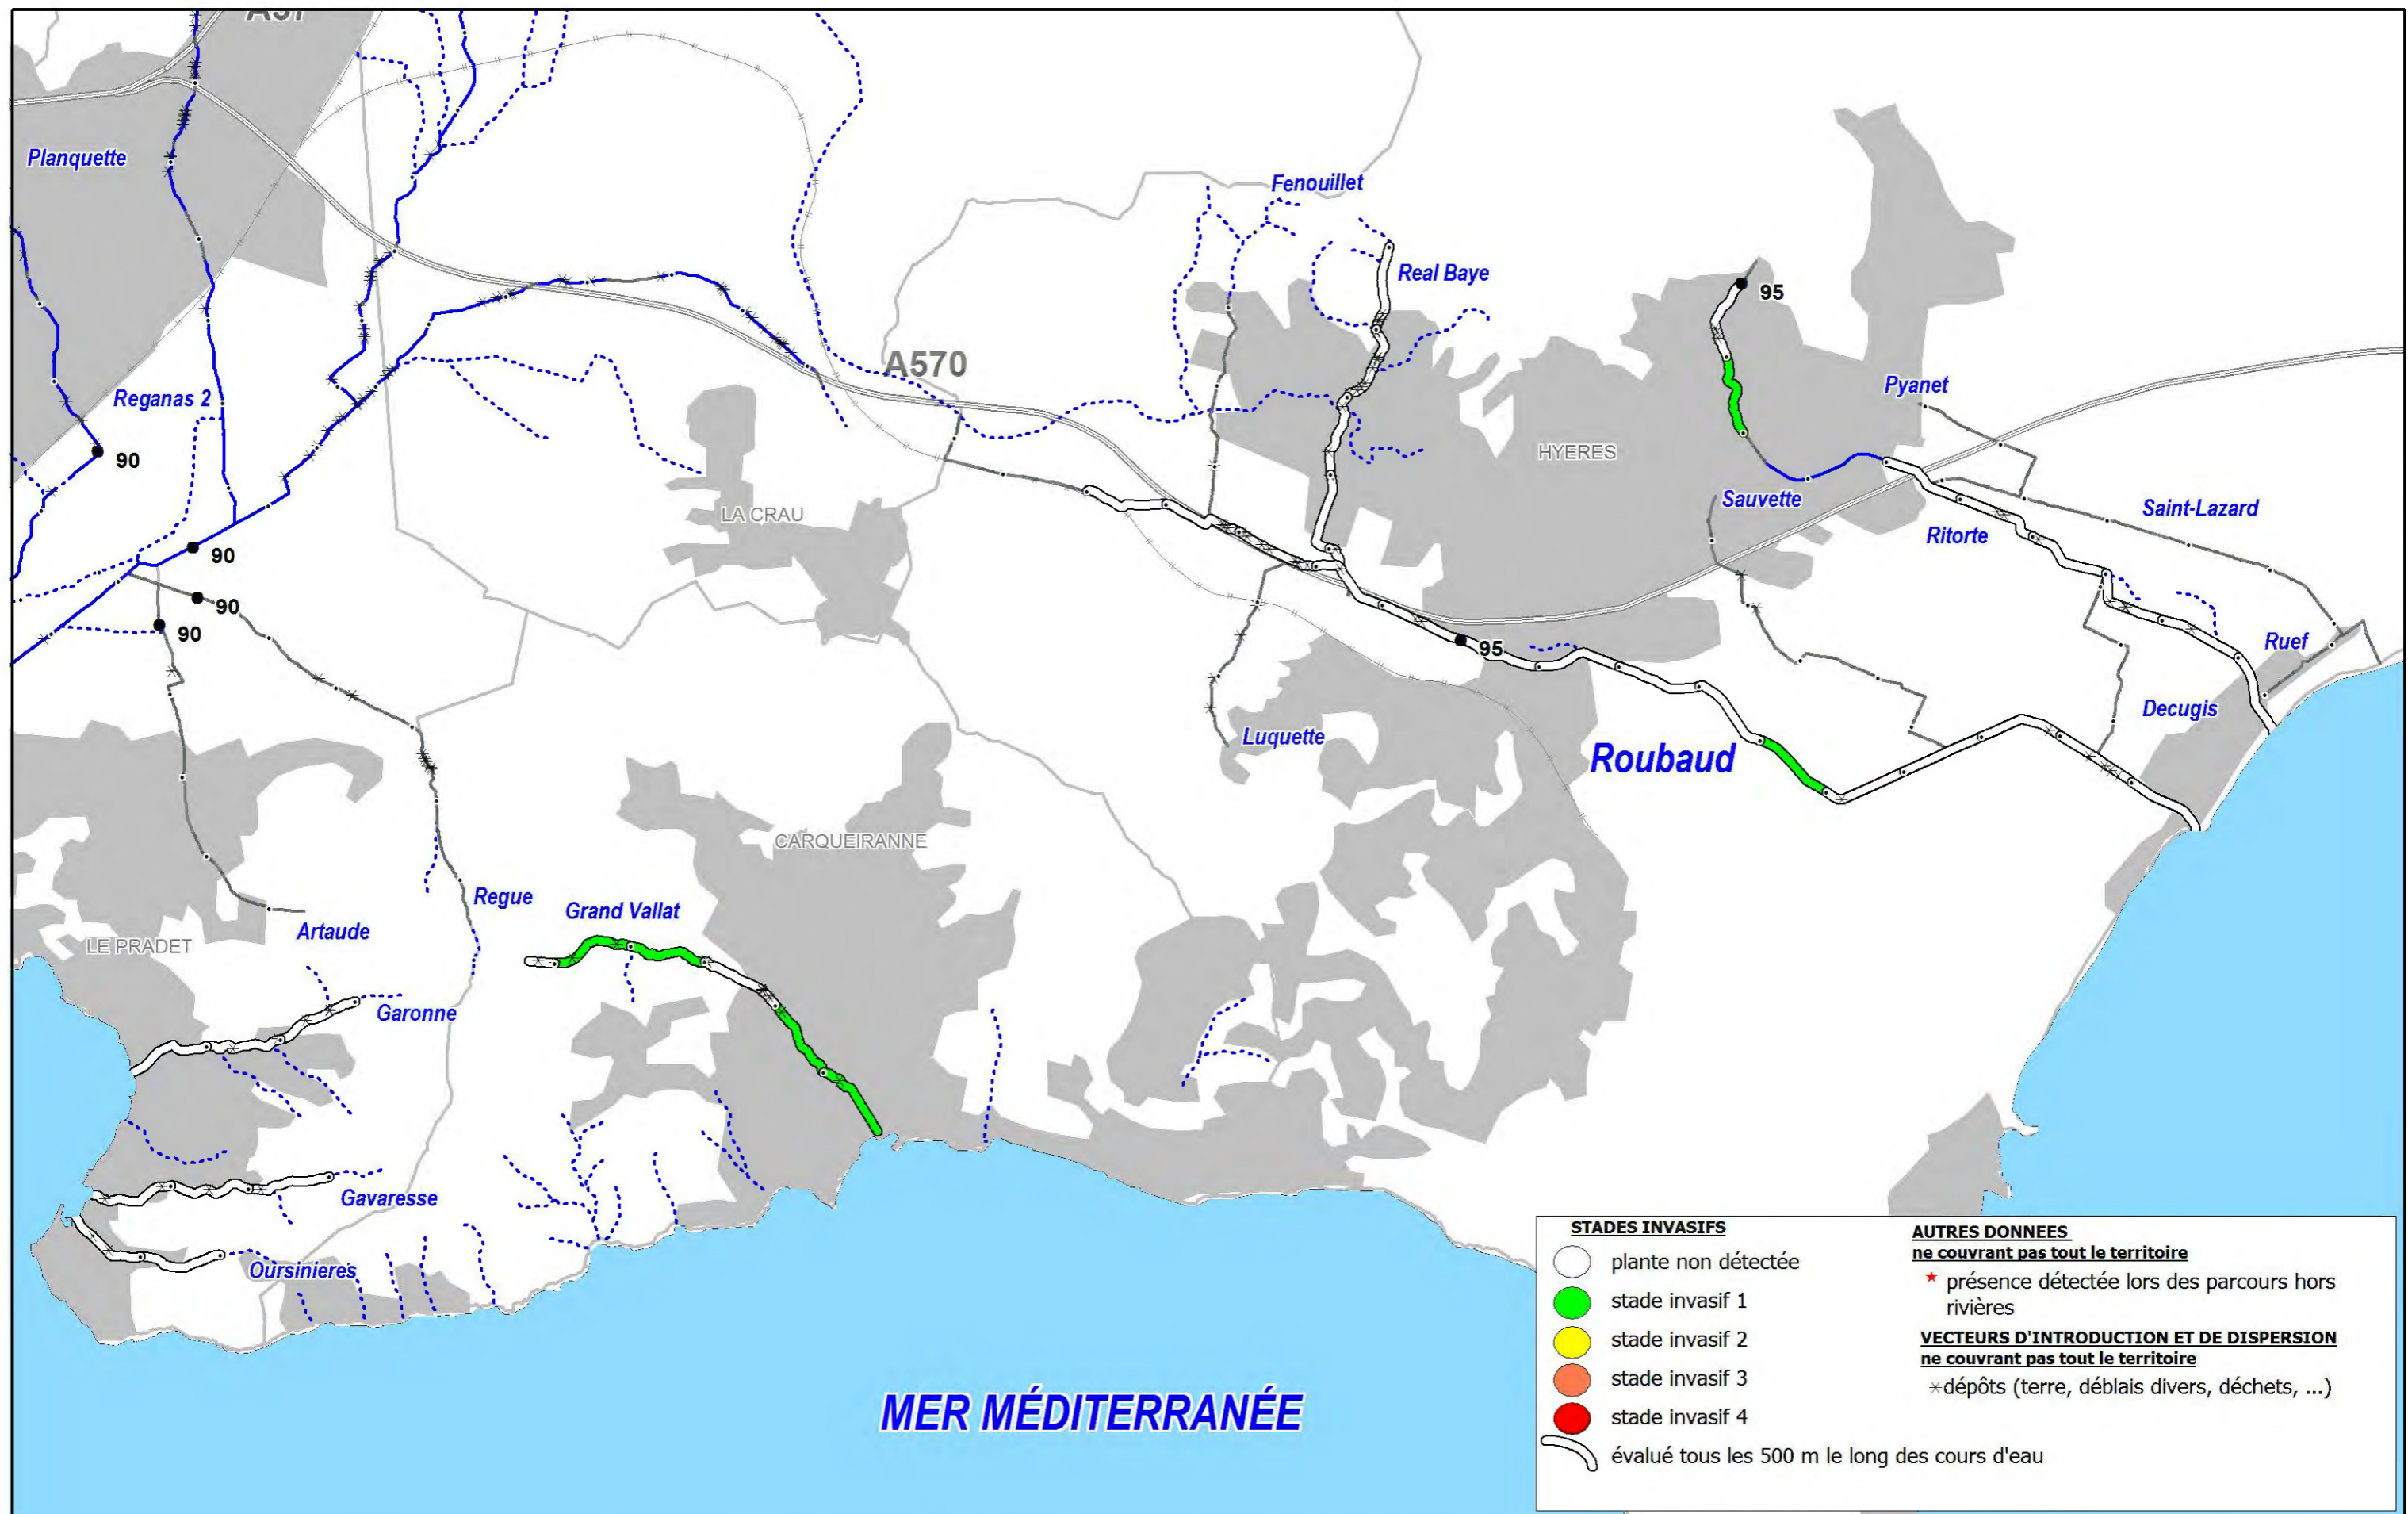 Planquette
Fenouillet
Real Baye
95
A570
Pyanet
Reganas 2
HYERES
90
Sauvette
Saint-Lazard
LA CRAU
Ritorte
90
90
90
95
Ruef
Decugis
Luquette
Roubaud
CARQUEIRANNE
Regue
Grand Vallat
Artaude
LE PRADET
Garonne
Gavaresse
Oursinieres
MER MÉDITERRANÉE
STADES INVASIFS
plante non détectée
stade invasif 1
stade invasif 2
stade invasif 3
stade invasif 4
évalué tous les 500 m le long des cours d'eau
AUTRES DONNEES
ne couvrant pas tout le territoire
présence détectée lors des parcours hors
rivières
VECTEURS D'INTRODUCTION ET DE DISPERSION
ne couvrant pas tout le territoire
dépôts (terre, déblais divers, déchets, ...)